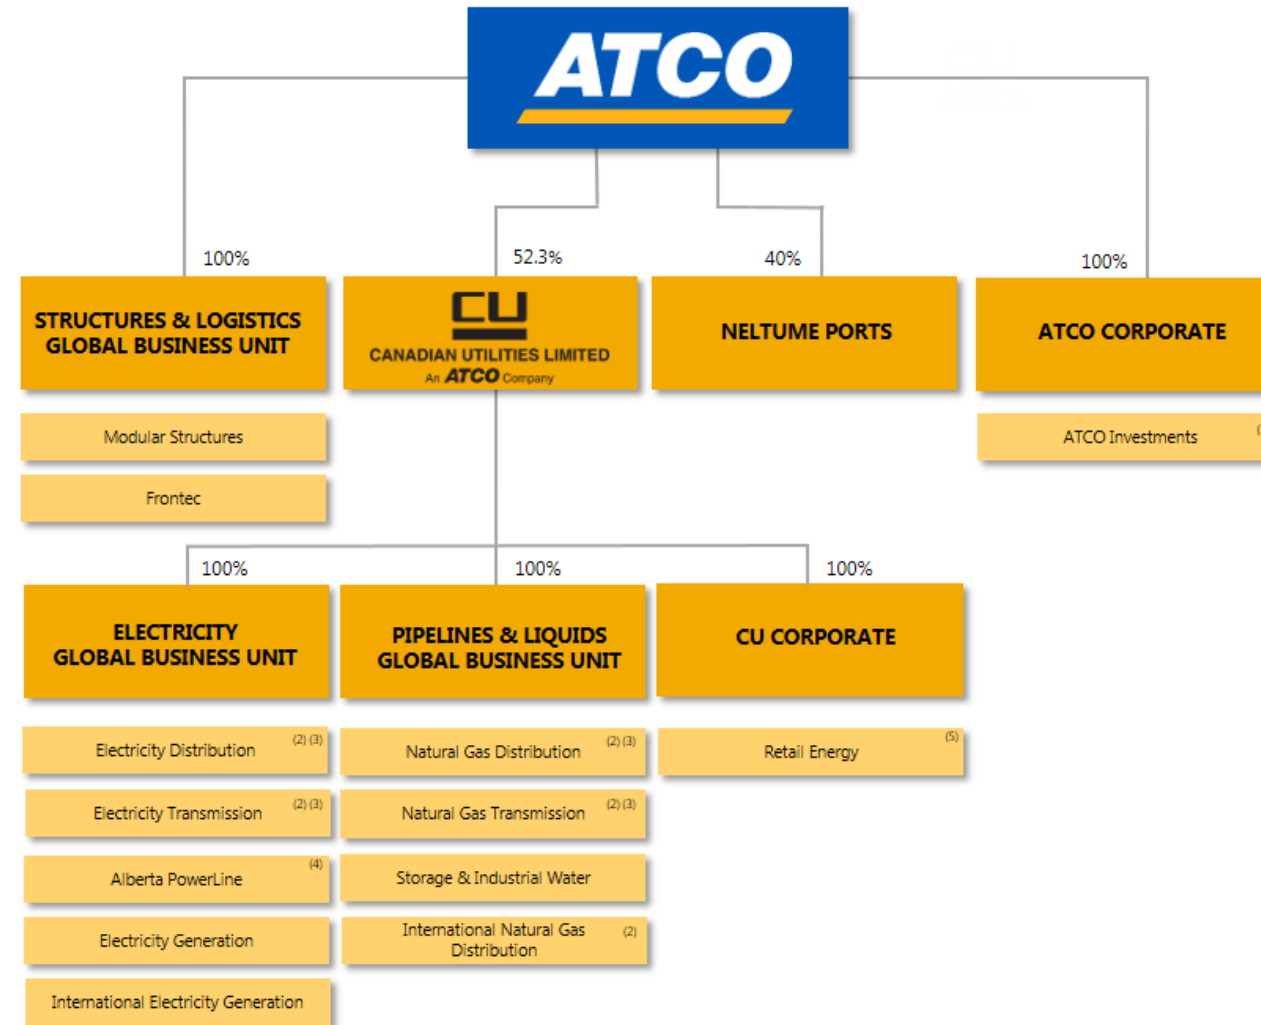 ATCO
100%
52.3%
40%
100%
STRUCTURES & LOGISTICS
GLOBAL BUSINESS UNIT
CU
CANADIAN UTILITIES LIMITED
An ATCO Company
NELTUME PORTS
ATCO CORPORATE
Modular Structures
ATCO Investments
Frontec
100%
100%
100%
ELECTRICITY
GLOBAL BUSINESS UNIT
PIPELINES & LIQUIDS
GLOBAL BUSINESS UNIT
CU CORPORATE
Electricity Distribution (2) (3)
Natural Gas Distribution (2) (3)
Retail Energy (5)
Electricity Transmission (2) (3)
Natural Gas Transmission (2) (3)
Alberta PowerLine (4)
Storage & Industrial Water
Electricity Generation
International Natural Gas (2)
Distribution
International Electricity Generation